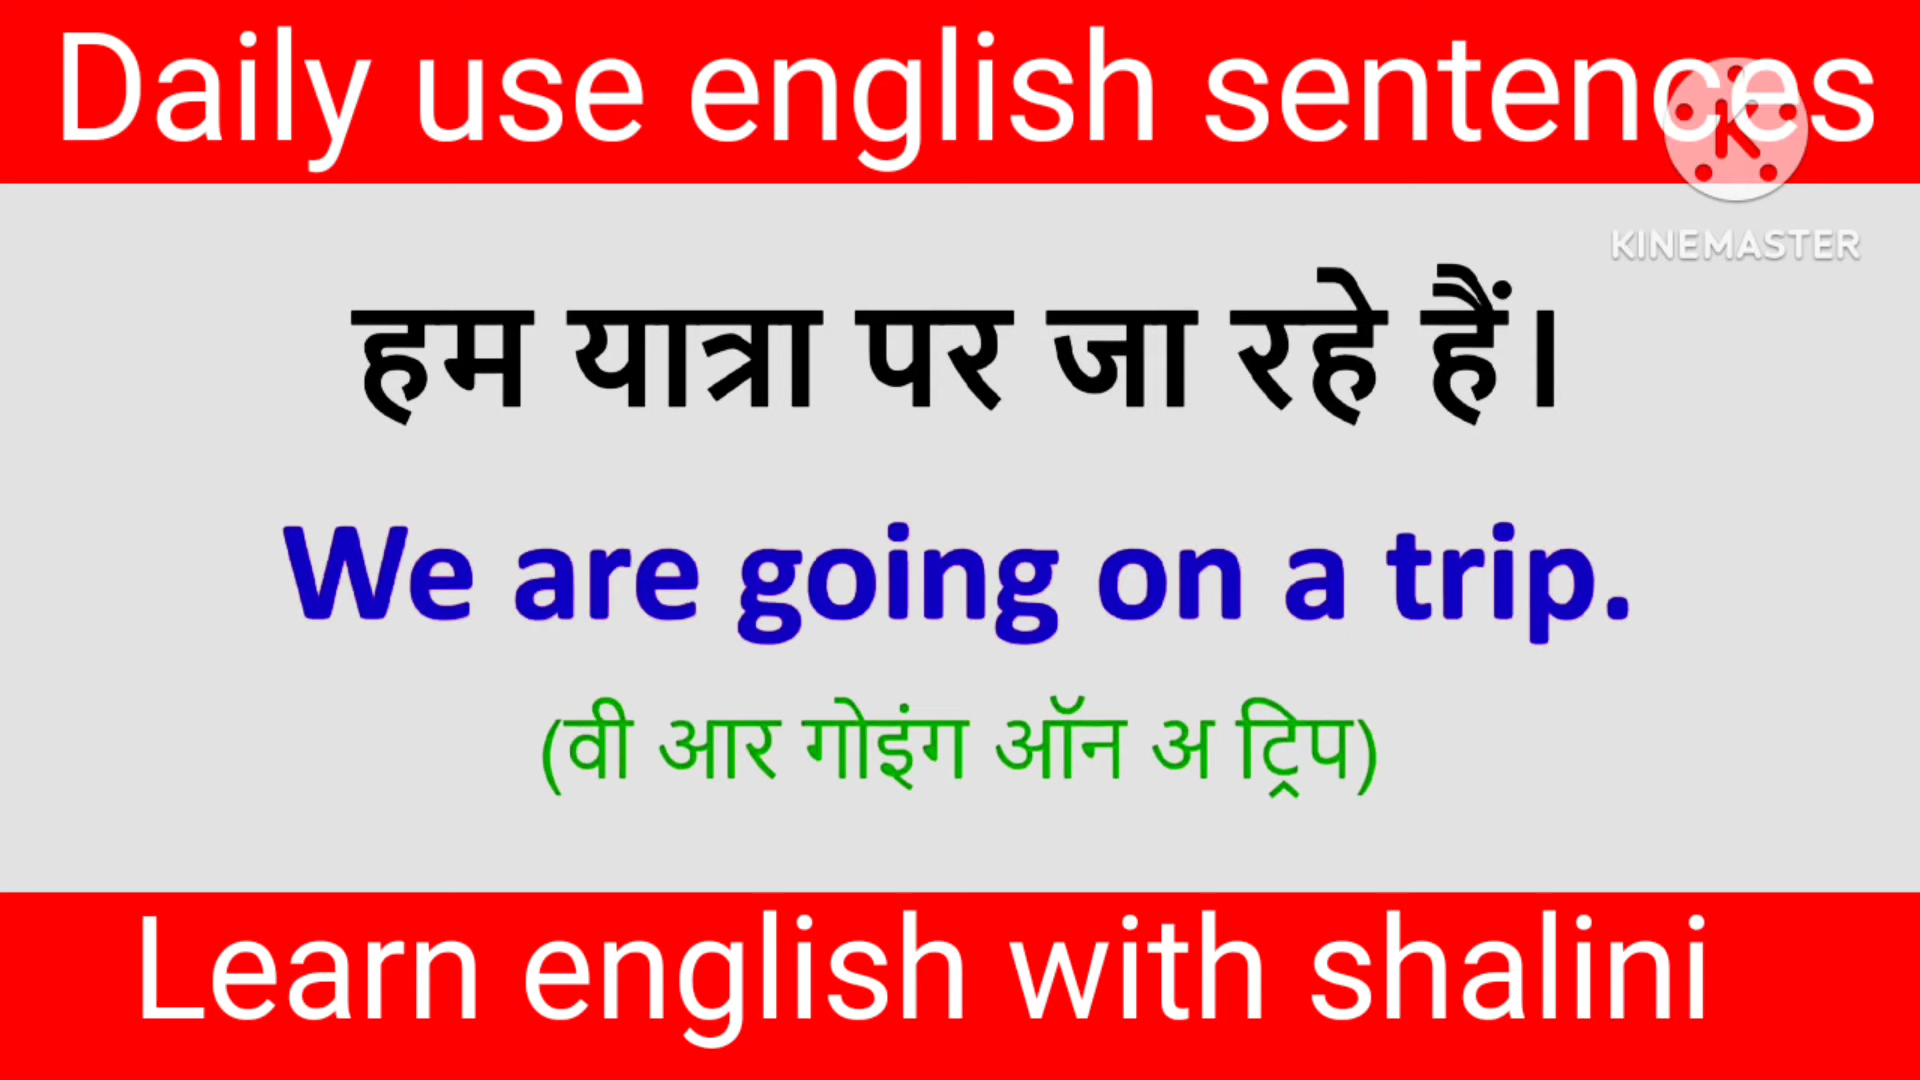 Daily use english sentences
K
KINEMASTER
हम यात्रा पर जा रहे हैं।
We are going on a trip.
(वी आर गोइंग ऑन अ ट्रिप)
Learn english with shalini